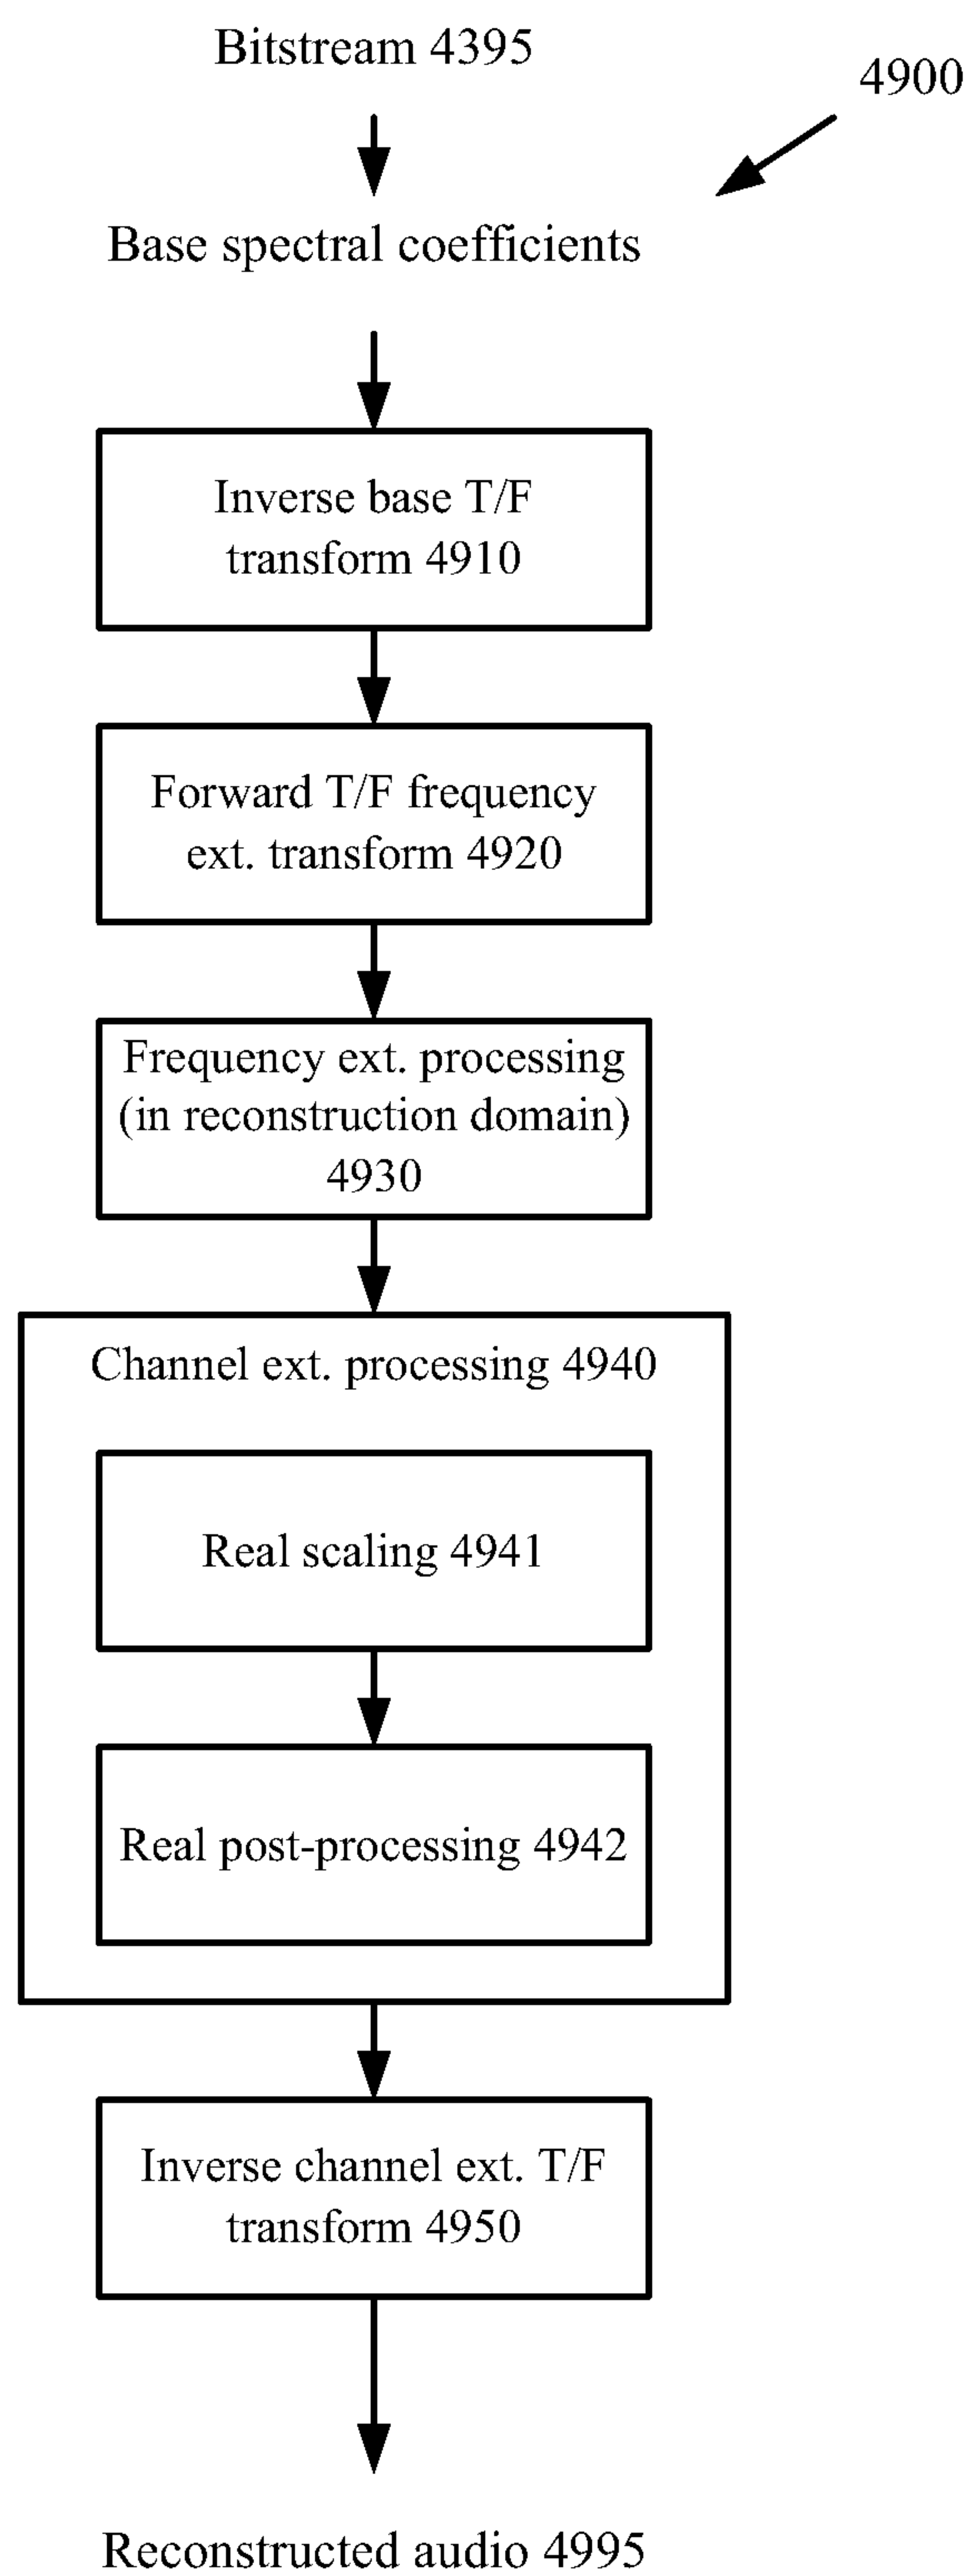 Bitstream 4395
4900
Base spectral coefficients
Inverse base T/F
transform 4910
Forward T/F frequency
ext. transform 4920
Frequency ext. processing
(in reconstruction domain)
4930
Channel ext. processing 4940
Real scaling 4941
Real post-processing 4942
Inverse channel ext. T/F
transform 4950
Reconstructed audio 4995